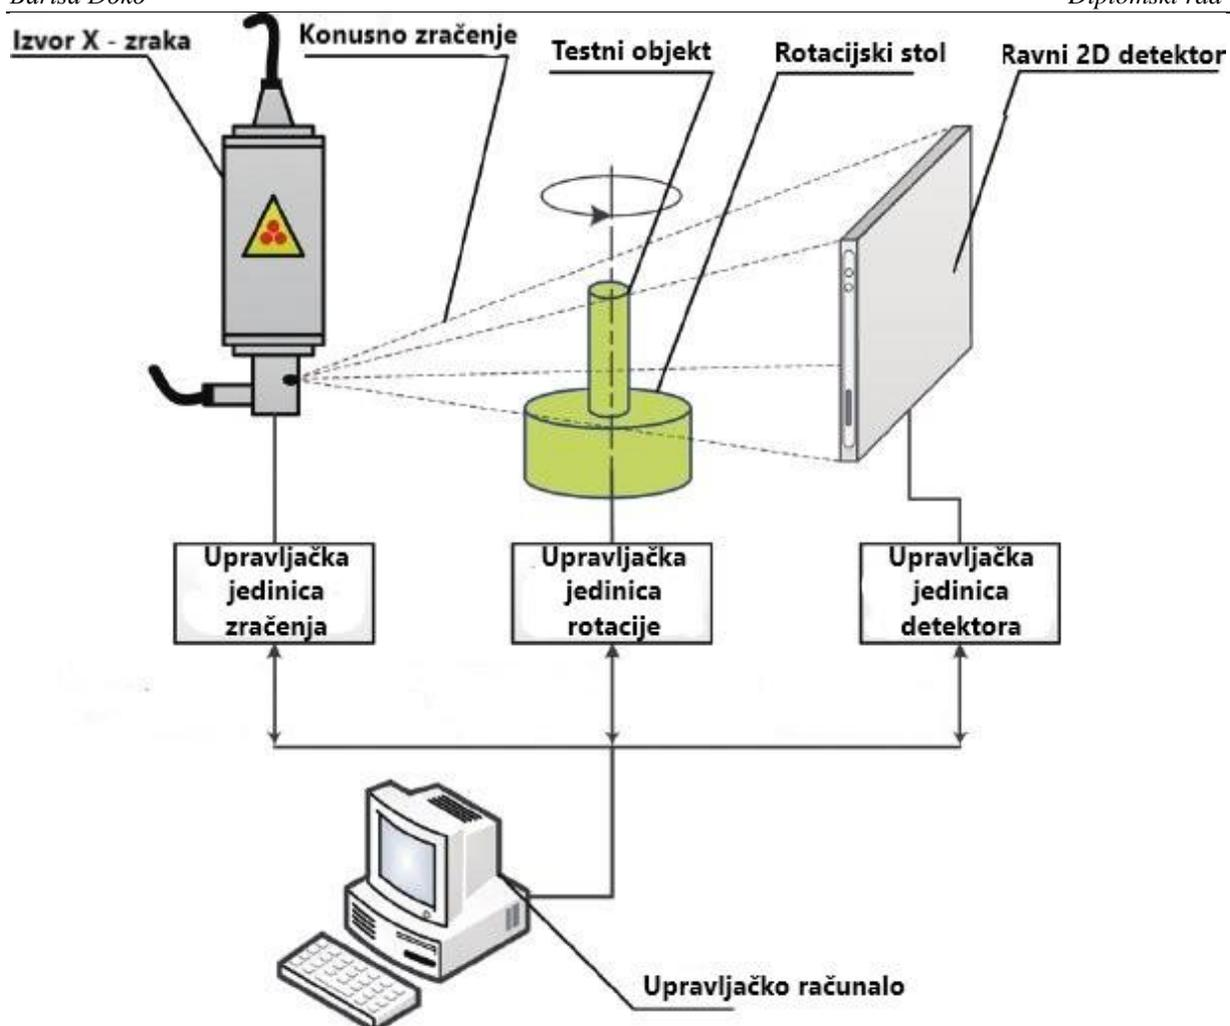 Izvor X - zraka
Konusno zračenje
Testni objekt
Rotacijski stol
Ravni 2D detektor
Upravljačka
jedinica
zračenja
Upravljačka
jedinica
rotacije
Upravljačka
jedinica
detektora
Upravljačko računalo